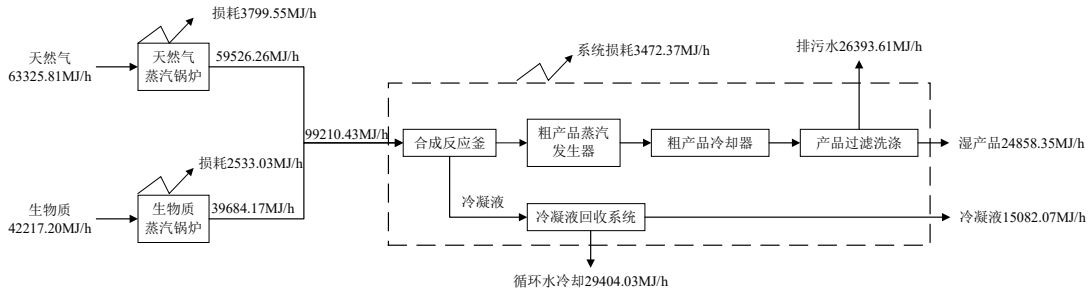 损耗3799.55MJ/h
天然气
63325.81MJ/h
天然气
蒸汽锅炉
59526.26MJ/h
系统损耗3472.37MJ/h
排污水26393.61MJ/h
99210.43MJ/h
合成反应釜
粗产品蒸汽
发生器
粗产品冷却器
产品过滤洗涤
湿产品24858.35MJ/h
损耗2533.03MJ/h
生物质
42217.20MJ/h
生物质
蒸汽锅炉
39684.17MJ/h
冷凝液
冷凝液回收系统
冷凝液15082.07MJ/h
循环水冷却29404.03MJ/h